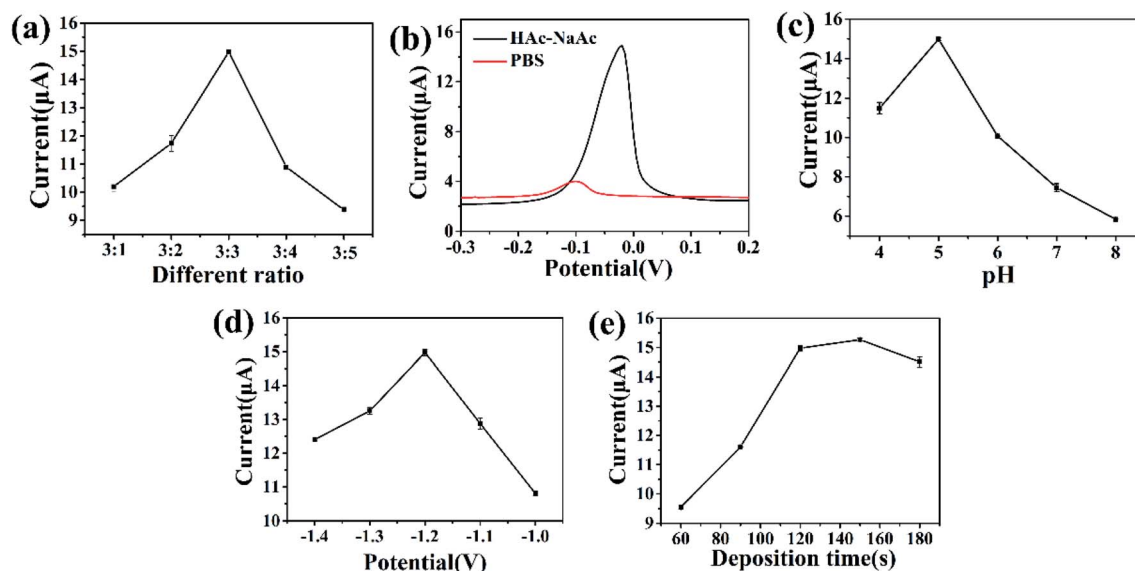 (a)
Current(μA)
16
15
14
13
12
11
10
9
3:1 3:2 3:3 3:4 3:5
Different ratio
(b)
HAc-NaAc
PBS
Current(μA)
16
12
8
4
0
-0.3 -0.2 -0.1 0.0 0.1 0.2
Potential(V)
(c)
Current(μA)
16
14
12
10
8
6
4 5 6 7 8
pH
(d)
Current(μA)
16
15
14
13
12
11
10
-1.4 -1.3 -1.2 -1.1 -1.0
Potential(V)
(e)
Current(μA)
16
15
14
13
12
11
10
9
60 80 100 120 140 160 180
Deposition time(s)